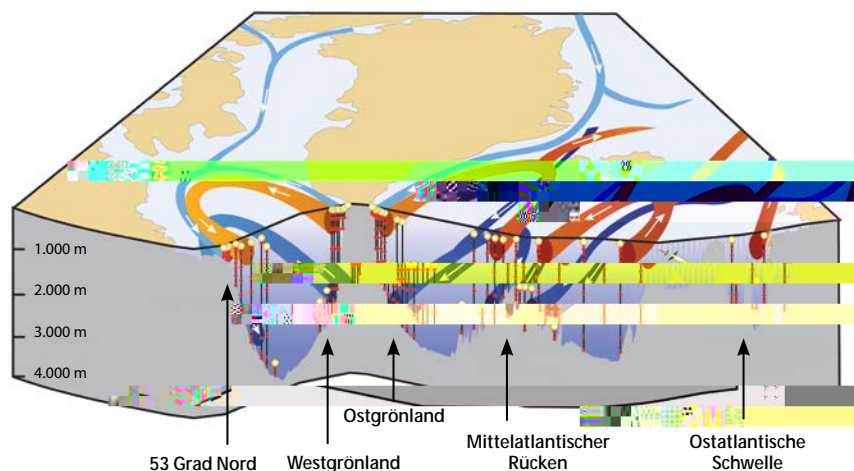 1.000 m
2.000 m
3.000 m
4.000 m
Ostgrönland
53 Grad Nord
Westgrönland
Mittelatlantischer
Rücken
Ostatlantische
Schwelle